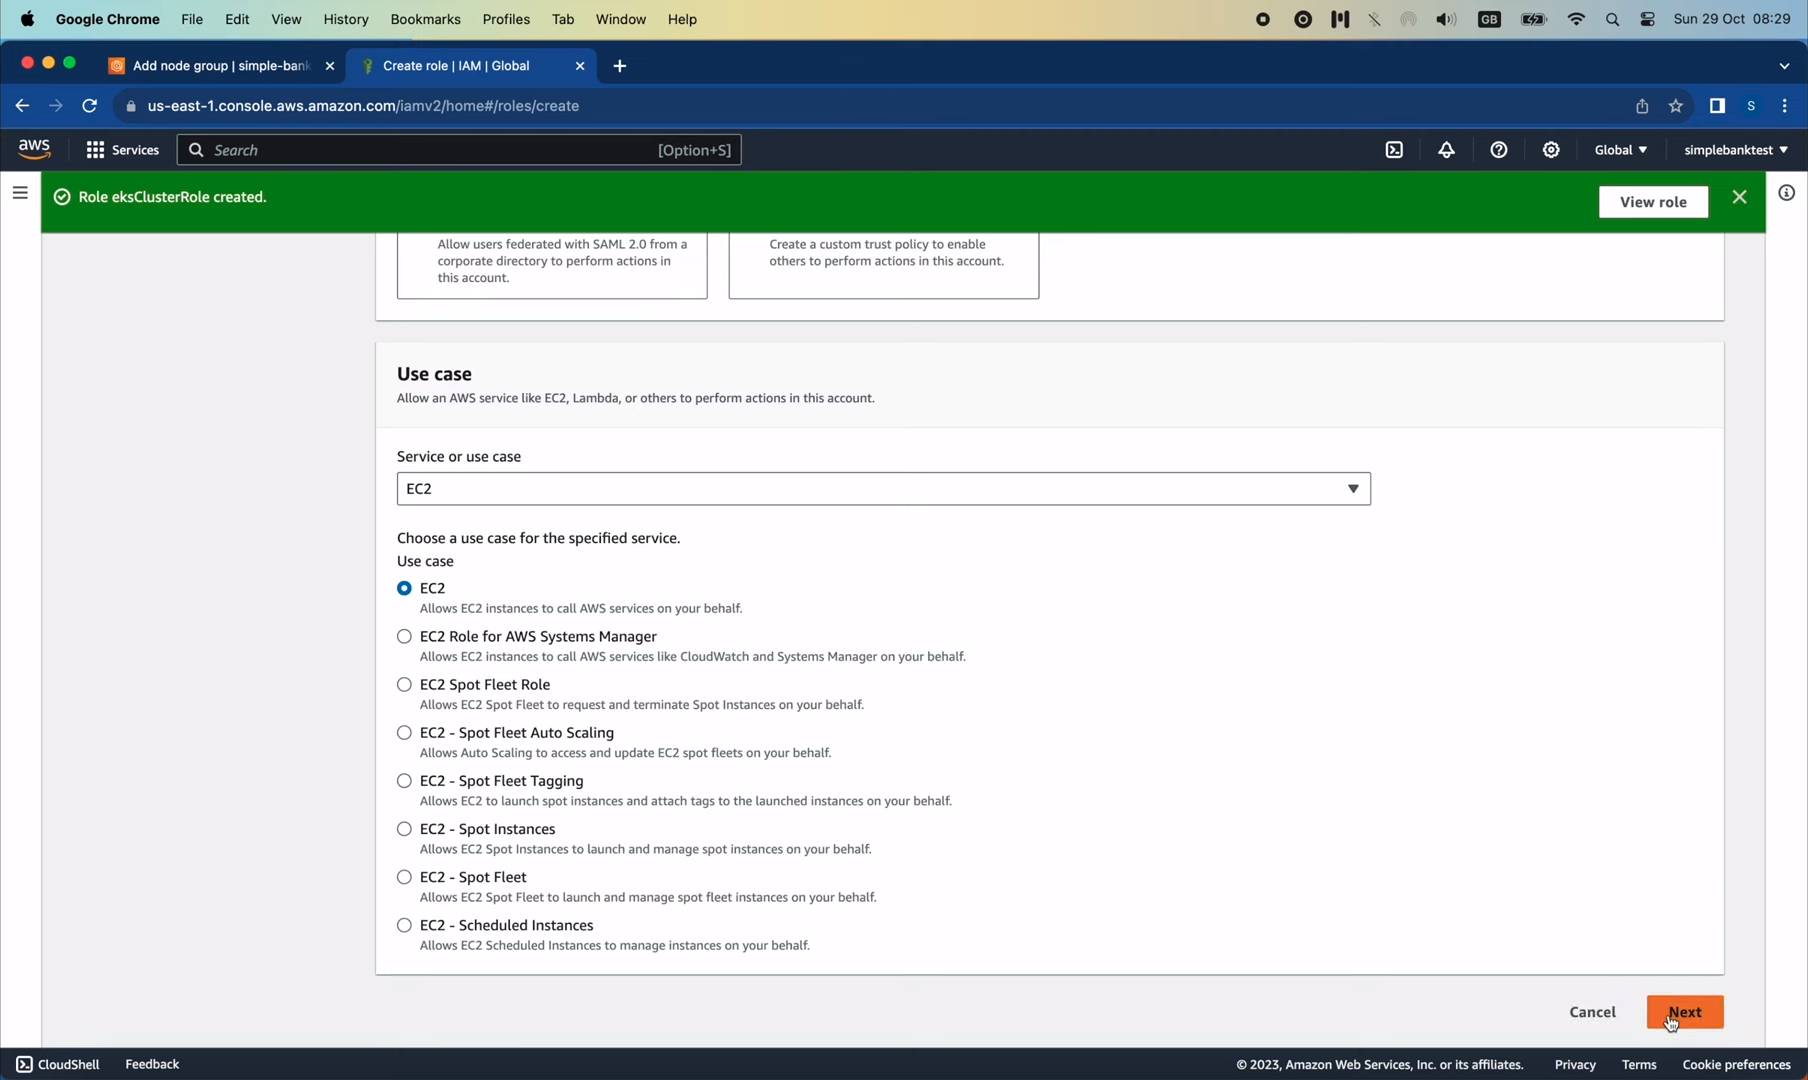 Google Chrome File Edit View History Bookmarks Profiles Tab Window Help GB Sun 29 Oct 08:29
Add node group | simple-bank Create role | IAM | Global
us-east-1.console.aws.amazon.com/iamv2/home#/roles/create S
aws Services Search [Option+S] Global simplebanktest
Role eksClusterRole created. View role
Allow users federated with SAML 2.0 from a
corporate directory to perform actions in
this account.
Create a custom trust policy to enable
others to perform actions in this account.
Use case
Allow an AWS service like EC2, Lambda, or others to perform actions in this account.
Service or use case
EC2
Choose a use case for the specified service.
Use case
EC2
Allows EC2 instances to call AWS services on your behalf.
EC2 Role for AWS Systems Manager
Allows EC2 instances to call AWS services like CloudWatch and Systems Manager on your behalf.
EC2 Spot Fleet Role
Allows EC2 Spot Fleet to request and terminate Spot Instances on your behalf.
EC2 - Spot Fleet Auto Scaling
Allows Auto Scaling to access and update EC2 spot fleets on your behalf.
EC2 - Spot Fleet Tagging
Allows EC2 to launch spot instances and attach tags to the launched instances on your behalf.
EC2 - Spot Instances
Allows EC2 Spot Instances to launch and manage spot instances on your behalf.
EC2 - Spot Fleet
Allows EC2 Spot Fleet to launch and manage spot fleet instances on your behalf.
EC2 - Scheduled Instances
Allows EC2 Scheduled Instances to manage instances on your behalf.
Cancel Next
CloudShell Feedback © 2023, Amazon Web Services, Inc. or its affiliates. Privacy Terms Cookie preferences